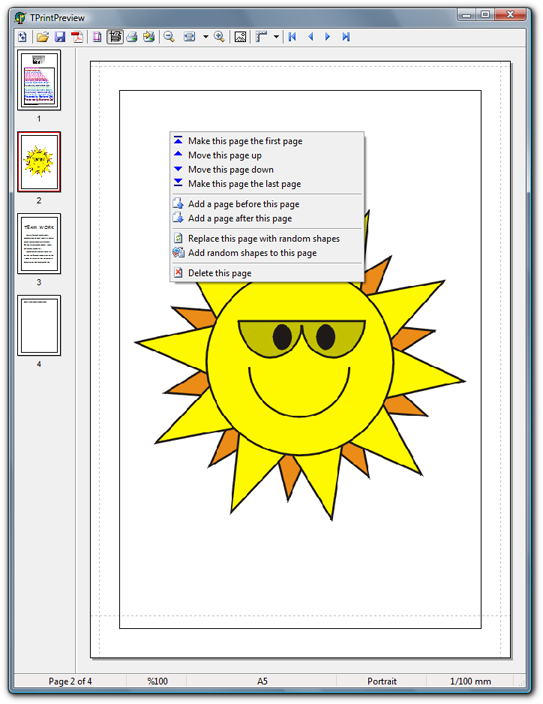 TPrintPreview
1
2
TEAM WORK
3
4
Make this page the first page
Move this page up
Move this page down
Make this page the last page
Add a page before this page
Add a page after this page
Replace this page with random shapes
Add random shapes to this page
Delete this page
Page 2 of 4 %100 A5 Portrait 1/100 mm